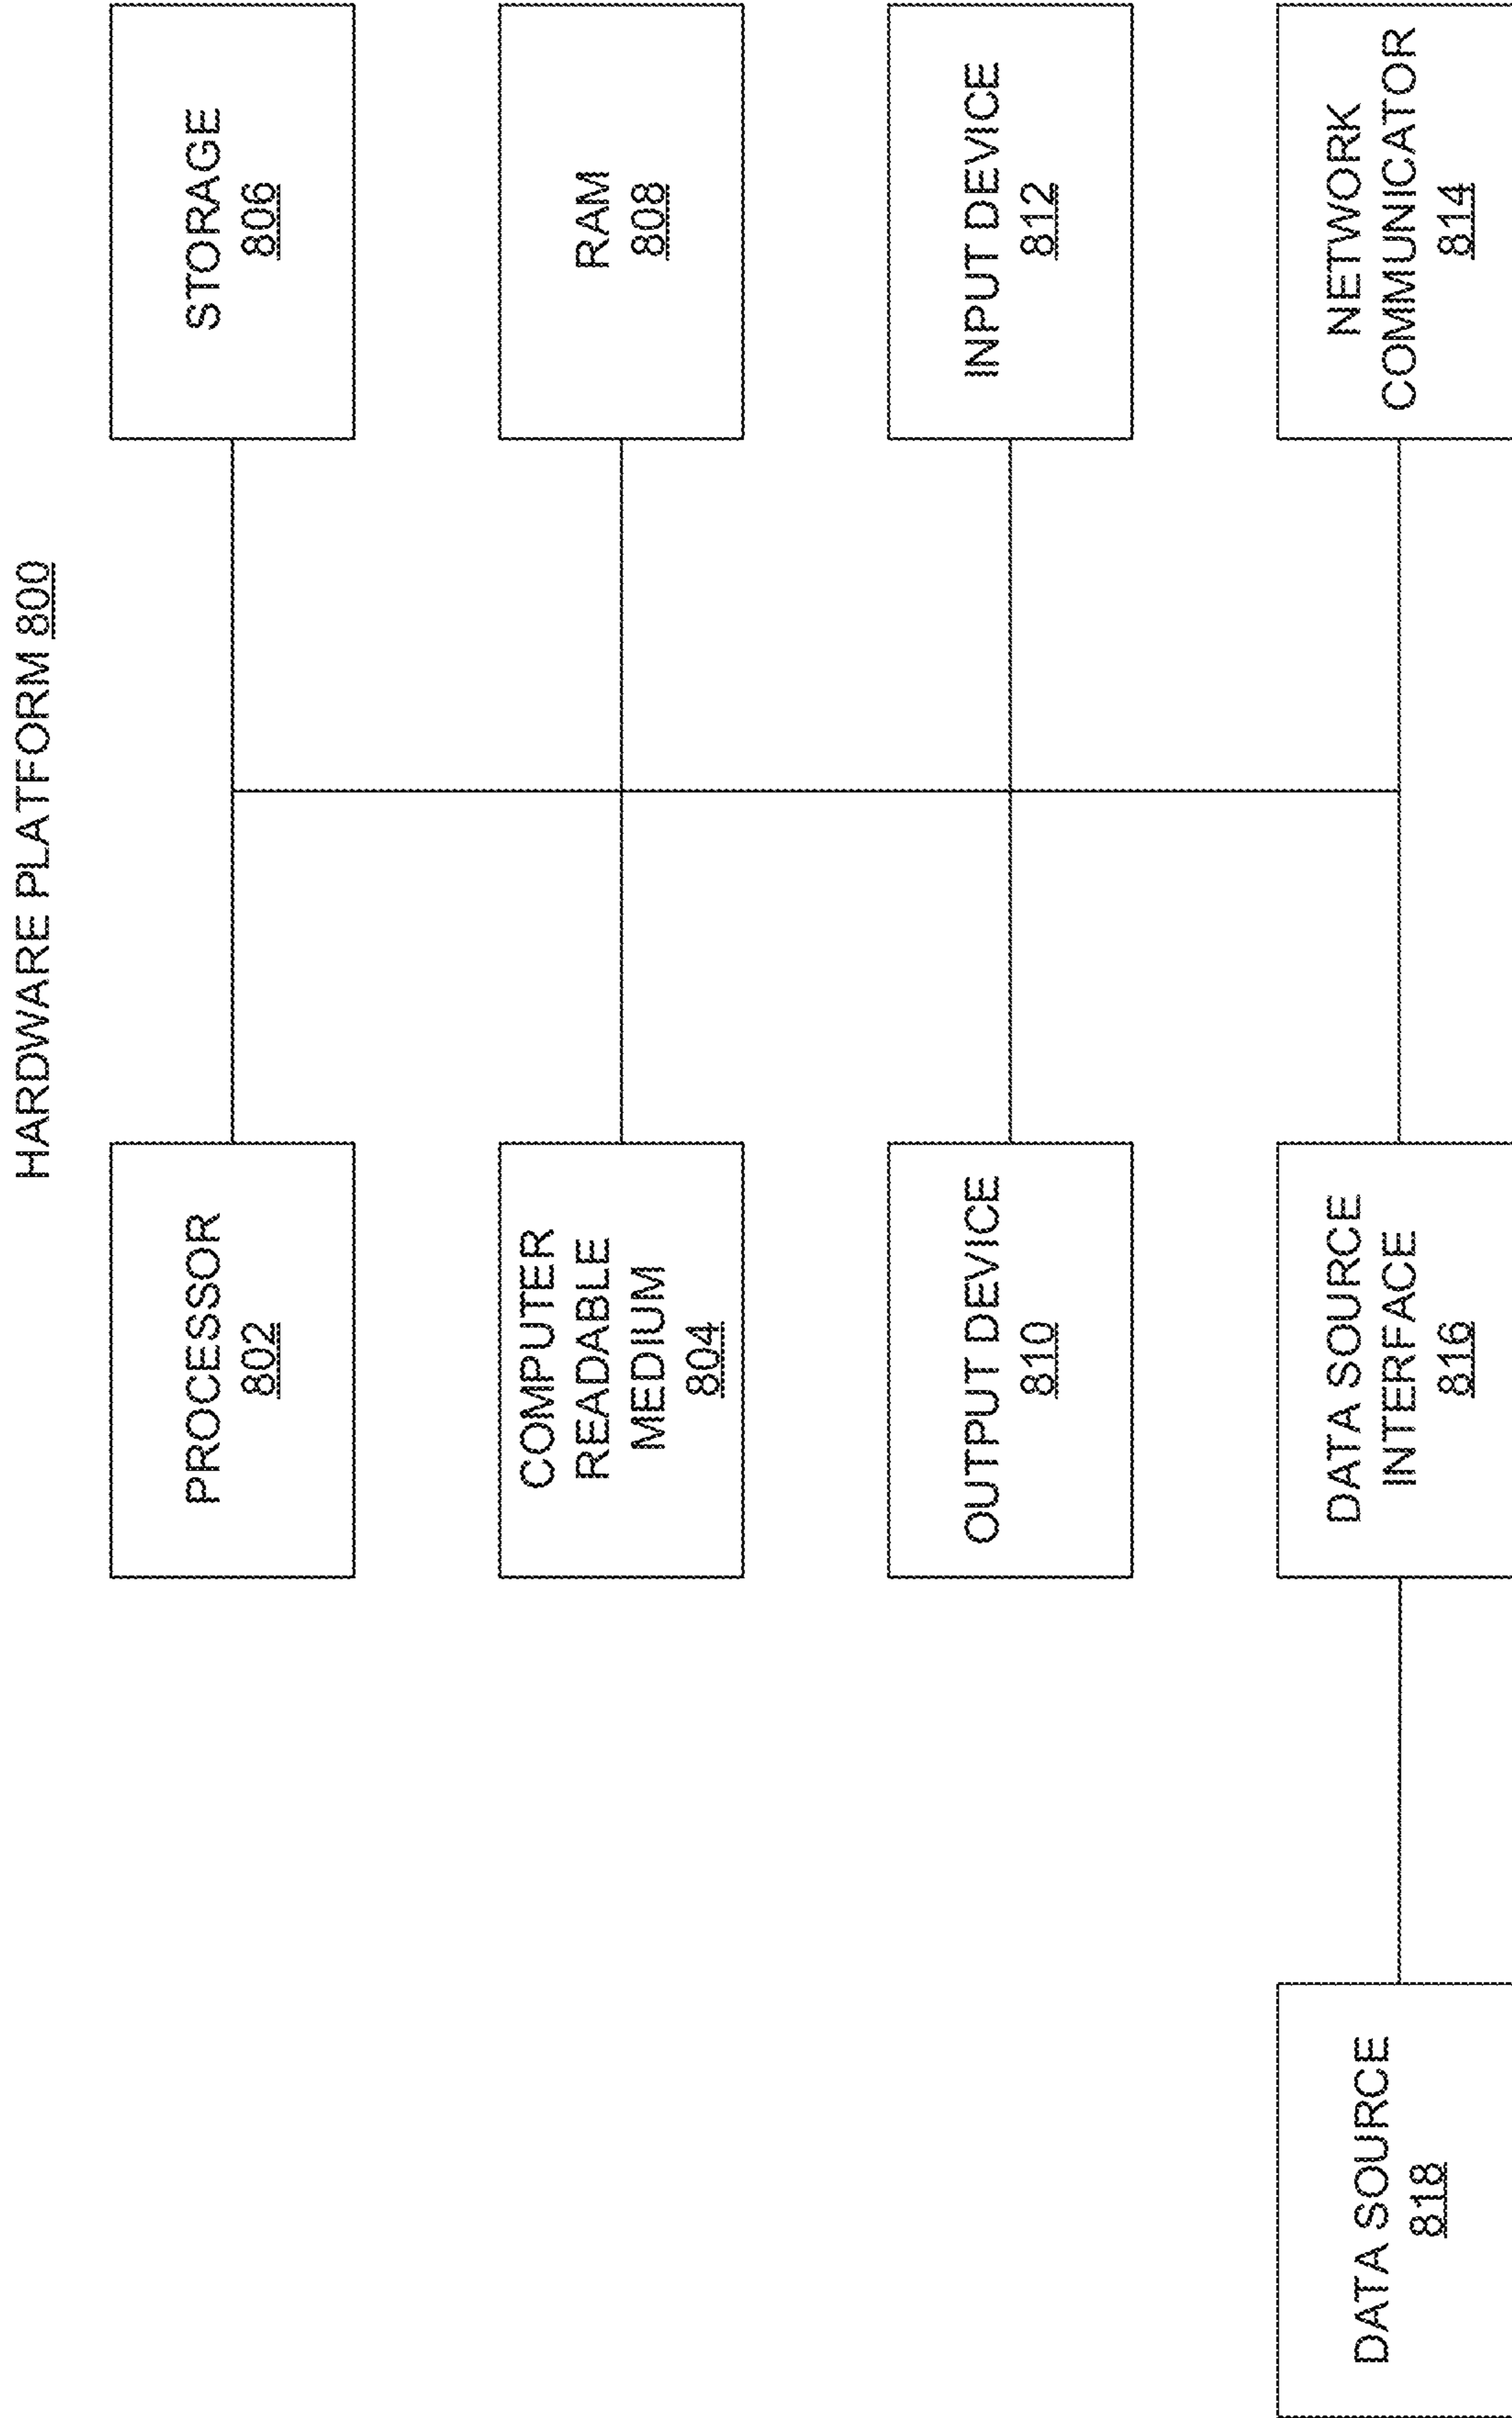 HARDWARE PLATFORM 800
PROCESSOR
802
STORAGE
806
COMPUTER
READABLE
MEDIUM
804
RAM
808
OUTPUT DEVICE
810
INPUT DEVICE
812
DATA SOURCE
818
DATA SOURCE
INTERFACE
816
NETWORK
COMMUNICATOR
814